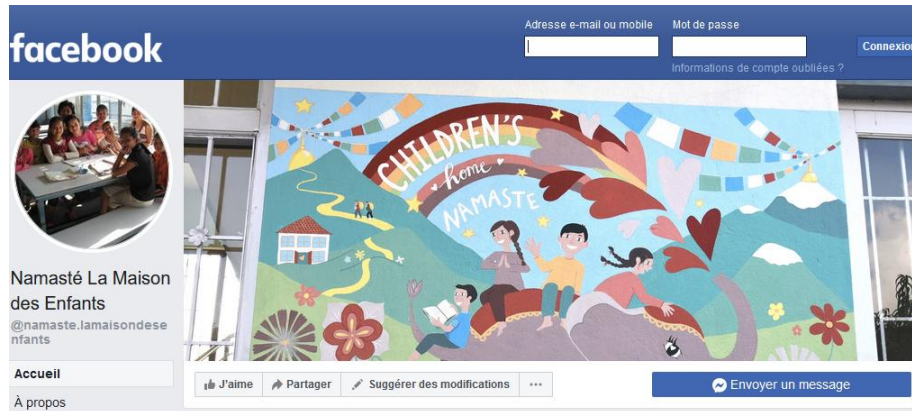 Adresse e-mail ou mobile
Mot de passe
facebook
Connexion
Informations de compte oubliées ?
CHILDREN'S
home
NAMASTE
Namasté La Maison
des Enfants
@namaste.lamaisondese
nfants
Accueil
À propos
J'aime
Partager
Suggérer des modifications
Envoyer un message